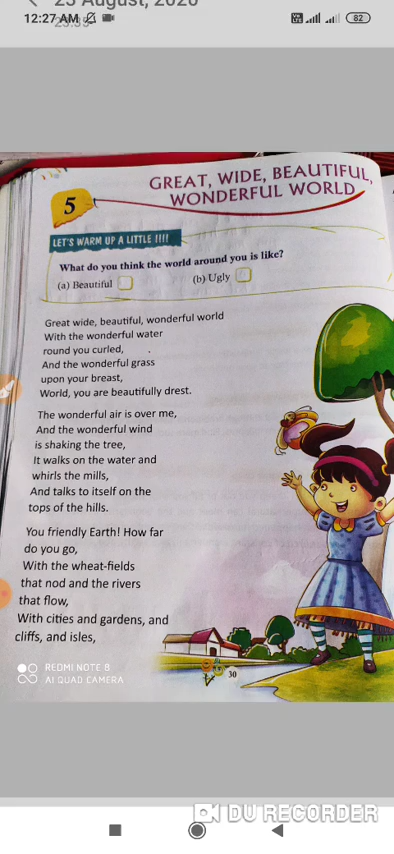 25 August, 2020
12:27 AM
82
GREAT, WIDE, BEAUTIFUL,
WONDERFUL WORLD
5
LET'S WARM UP A LITTLE !!!!
What do you think the world around you is like?
(a) Beautiful
(b) Ugly
Great wide, beautiful, wonderful world
With the wonderful water
round you curled,
And the wonderful grass
upon your breast,
World, you are beautifully drest.
The wonderful air is over me,
And the wonderful wind
is shaking the tree,
It walks on the water and
whirls the mills,
And talks to itself on the
tops of the hills.
You friendly Earth! How far
do you go,
With the wheat-fields
that nod and the rivers
that flow,
With cities and gardens, and
cliffs, and isles,
REDMI NOTE 8
AI QUAD CAMERA
30
DU RECORDER